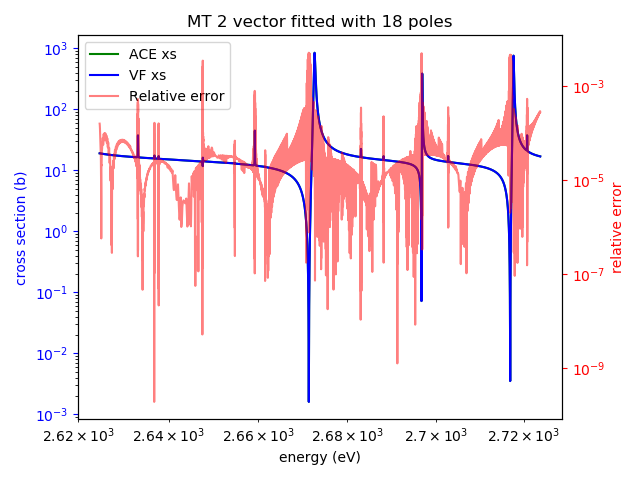 MT 2 vector fitted with 18 poles
ACE xs
VF xs
Relative error
cross section (b)
10³
10²
10¹
10⁰
10⁻¹
10⁻²
10⁻³
10⁻³
10⁻⁵
10⁻⁷
10⁻⁹
relative error
2.62 × 10³ 2.64 × 10³ 2.66 × 10³ 2.68 × 10³ 2.7 × 10³ 2.72 × 10³
energy (eV)